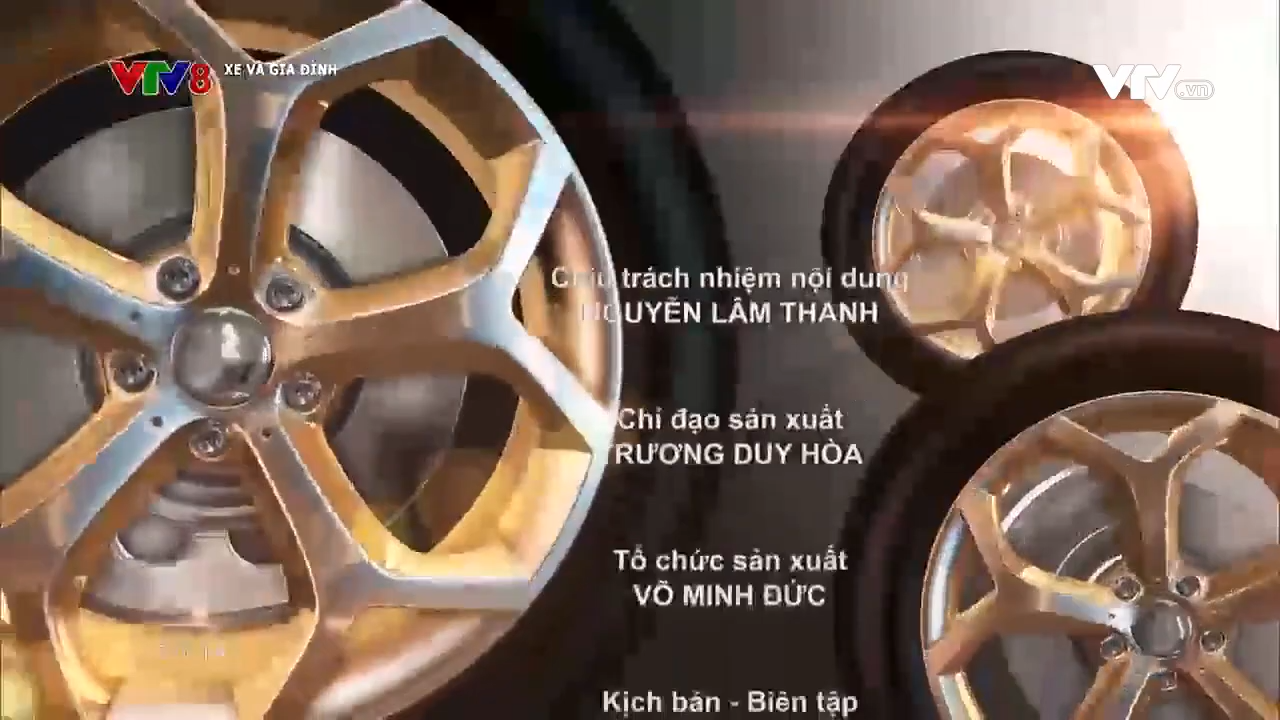 VTV8 XE VÀ GIA ĐÌNH
VTV.vn
Chịu trách nhiệm nội dung
NGUYỄN LÂM THANH
Chỉ đạo sản xuất
TRƯƠNG DUY HÒA
Tổ chức sản xuất
VÕ MINH ĐỨC
Kịch bản - Biên tập